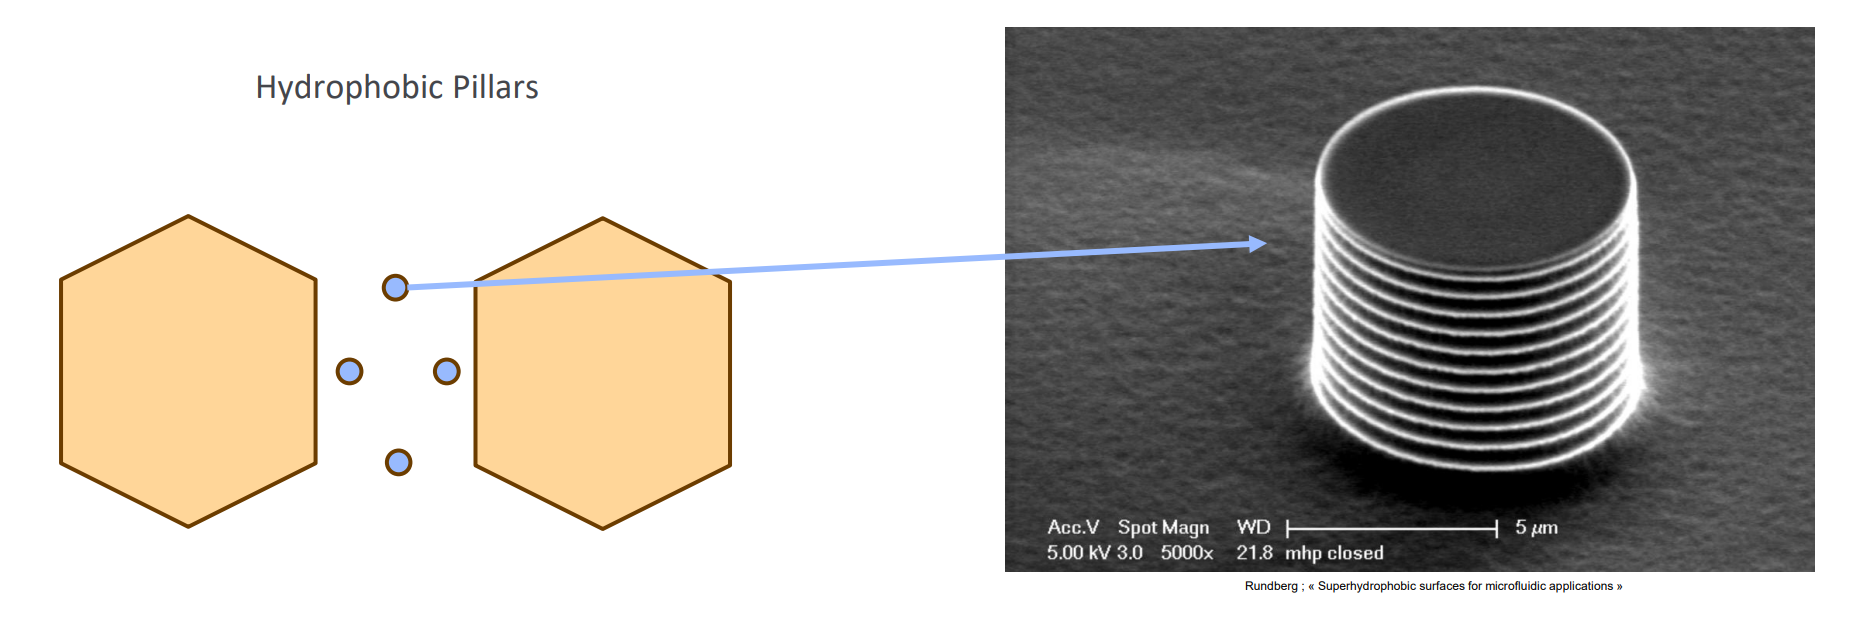 Hydrophobic Pillars
Acc.V Spot Magn WD 5 µm
5.00 kV 3.0 5000x 21.8 mhp closed
Rundberg ; « Superhydrophobic surfaces for microfluidic applications »